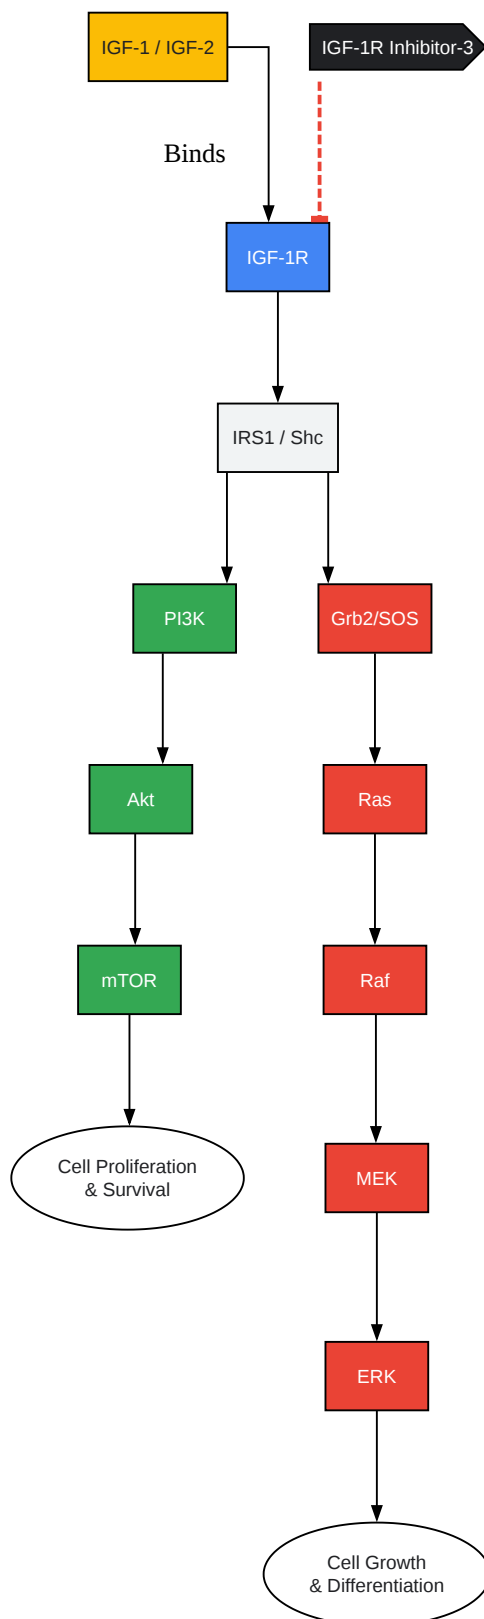 IGF-1 / IGF-2
IGF-1R Inhibitor-3
Binds
IGF-1R
IRS1 / Shc
PI3K
Grb2/SOS
Akt
Ras
mTOR
Raf
Cell Proliferation
& Survival
MEK
ERK
Cell Growth
& Differentiation